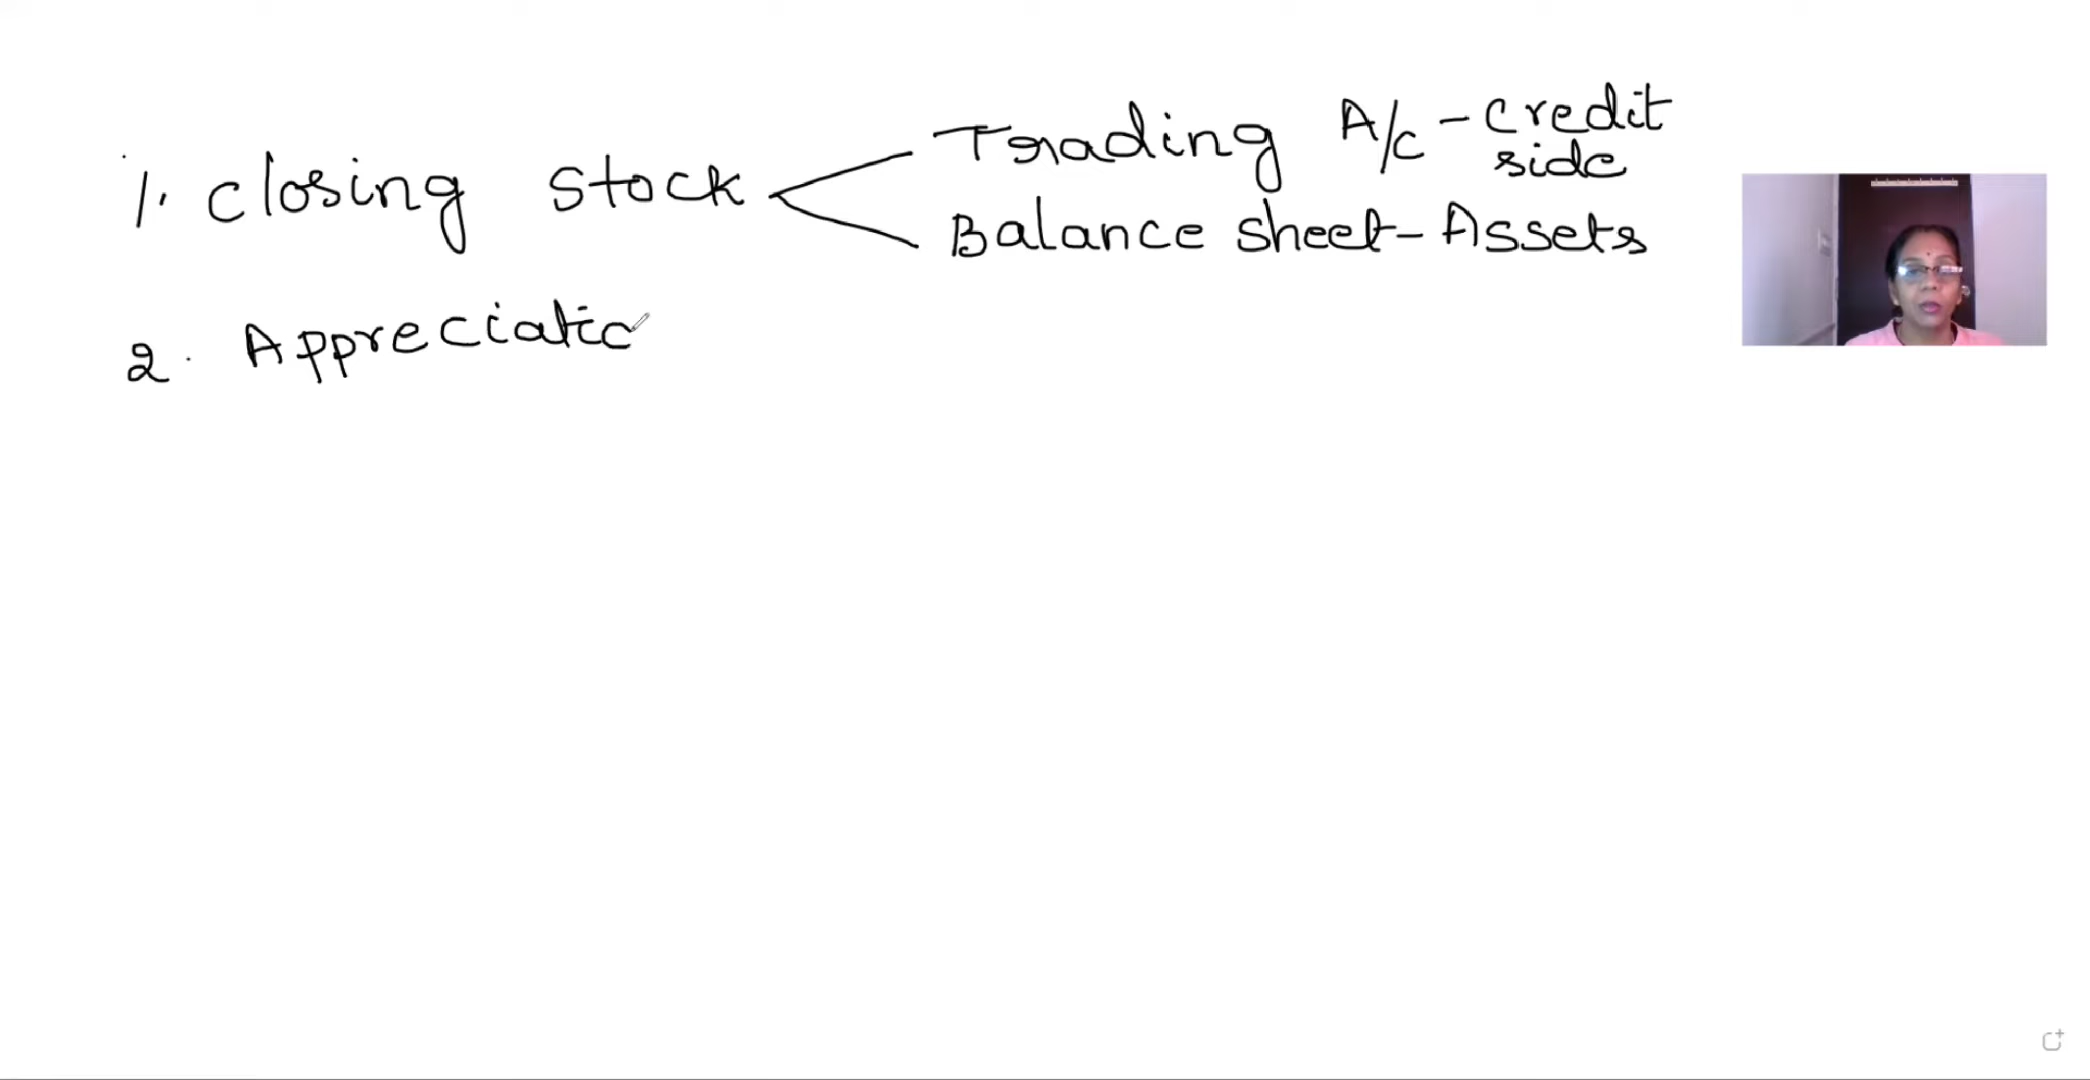 1. closing stock
Trading A/c - credit
side
Balance sheet - Assets
2. Appreciatio